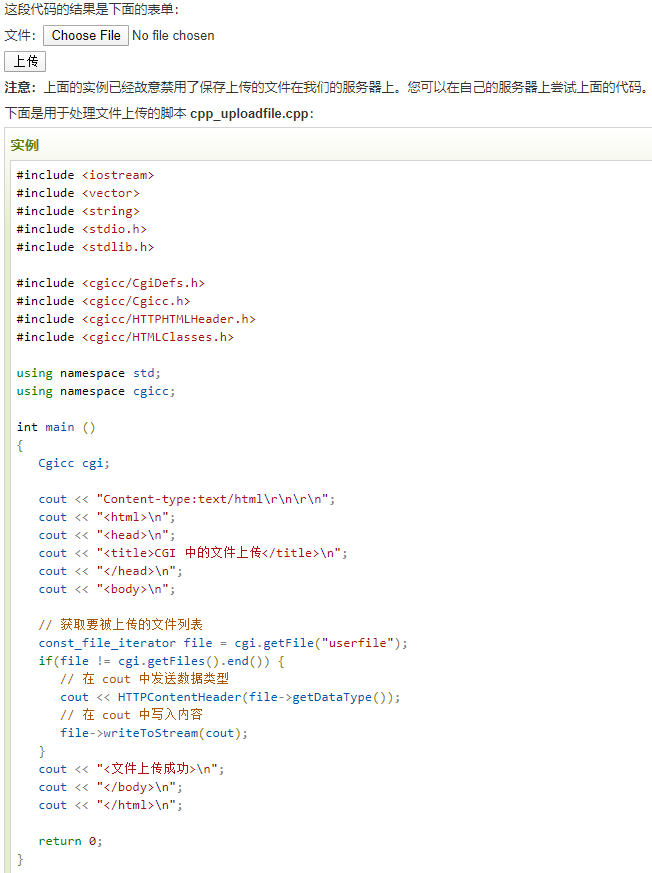 这段代码的结果是下面的表单：
文件： Choose File No file chosen
上传
注意：上面的实例已经故意禁用了保存上传的文件在我们的服务器上。您可以在自己的服务器上尝试上面的代码。
下面是用于处理文件上传的脚本 cpp_uploadfile.cpp：
实例
#include <iostream>
#include <vector>
#include <string>
#include <stdio.h>
#include <stdlib.h>
#include <cgicc/CgiDefs.h>
#include <cgicc/Cgicc.h>
#include <cgicc/HTTPHTMLHeader.h>
#include <cgicc/HTMLClasses.h>
using namespace std;
using namespace cgicc;
int main ()
{
   Cgicc cgi;
   cout << "Content-type:text/html\r\n\r\n";
   cout << "<html>\n";
   cout << "<head>\n";
   cout << "<title>CGI 中的文件上传</title>\n";
   cout << "</head>\n";
   cout << "<body>\n";
   // 获取要被上传的文件列表
   const_file_iterator file = cgi.getFile("userfile");
   if(file != cgi.getFiles().end()) {
      // 在 cout 中发送数据类型
      cout << HTTPContentHeader(file->getDataType());
      // 在 cout 中写入内容
      file->writeToStream(cout);
   }
   cout << "<文件上传成功>\n";
   cout << "</body>\n";
   cout << "</html>\n";
   return 0;
}